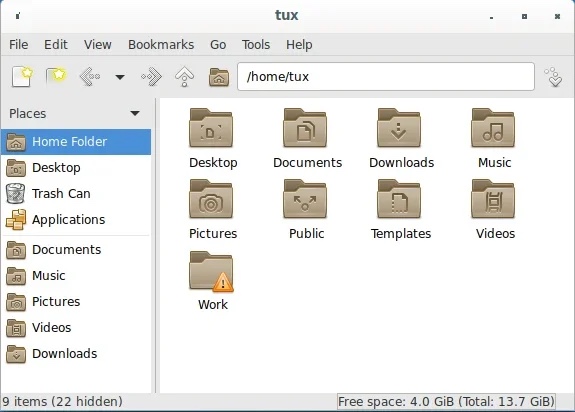 tux
File Edit View Bookmarks Go Tools Help
/home/tux
Places
Home Folder
Desktop
Trash Can
Applications
Documents
Music
Pictures
Videos
Downloads
Desktop Documents Downloads Music
Pictures Public Templates Videos
Work
9 items (22 hidden) Free space: 4.0 GiB (Total: 13.7 GiB)